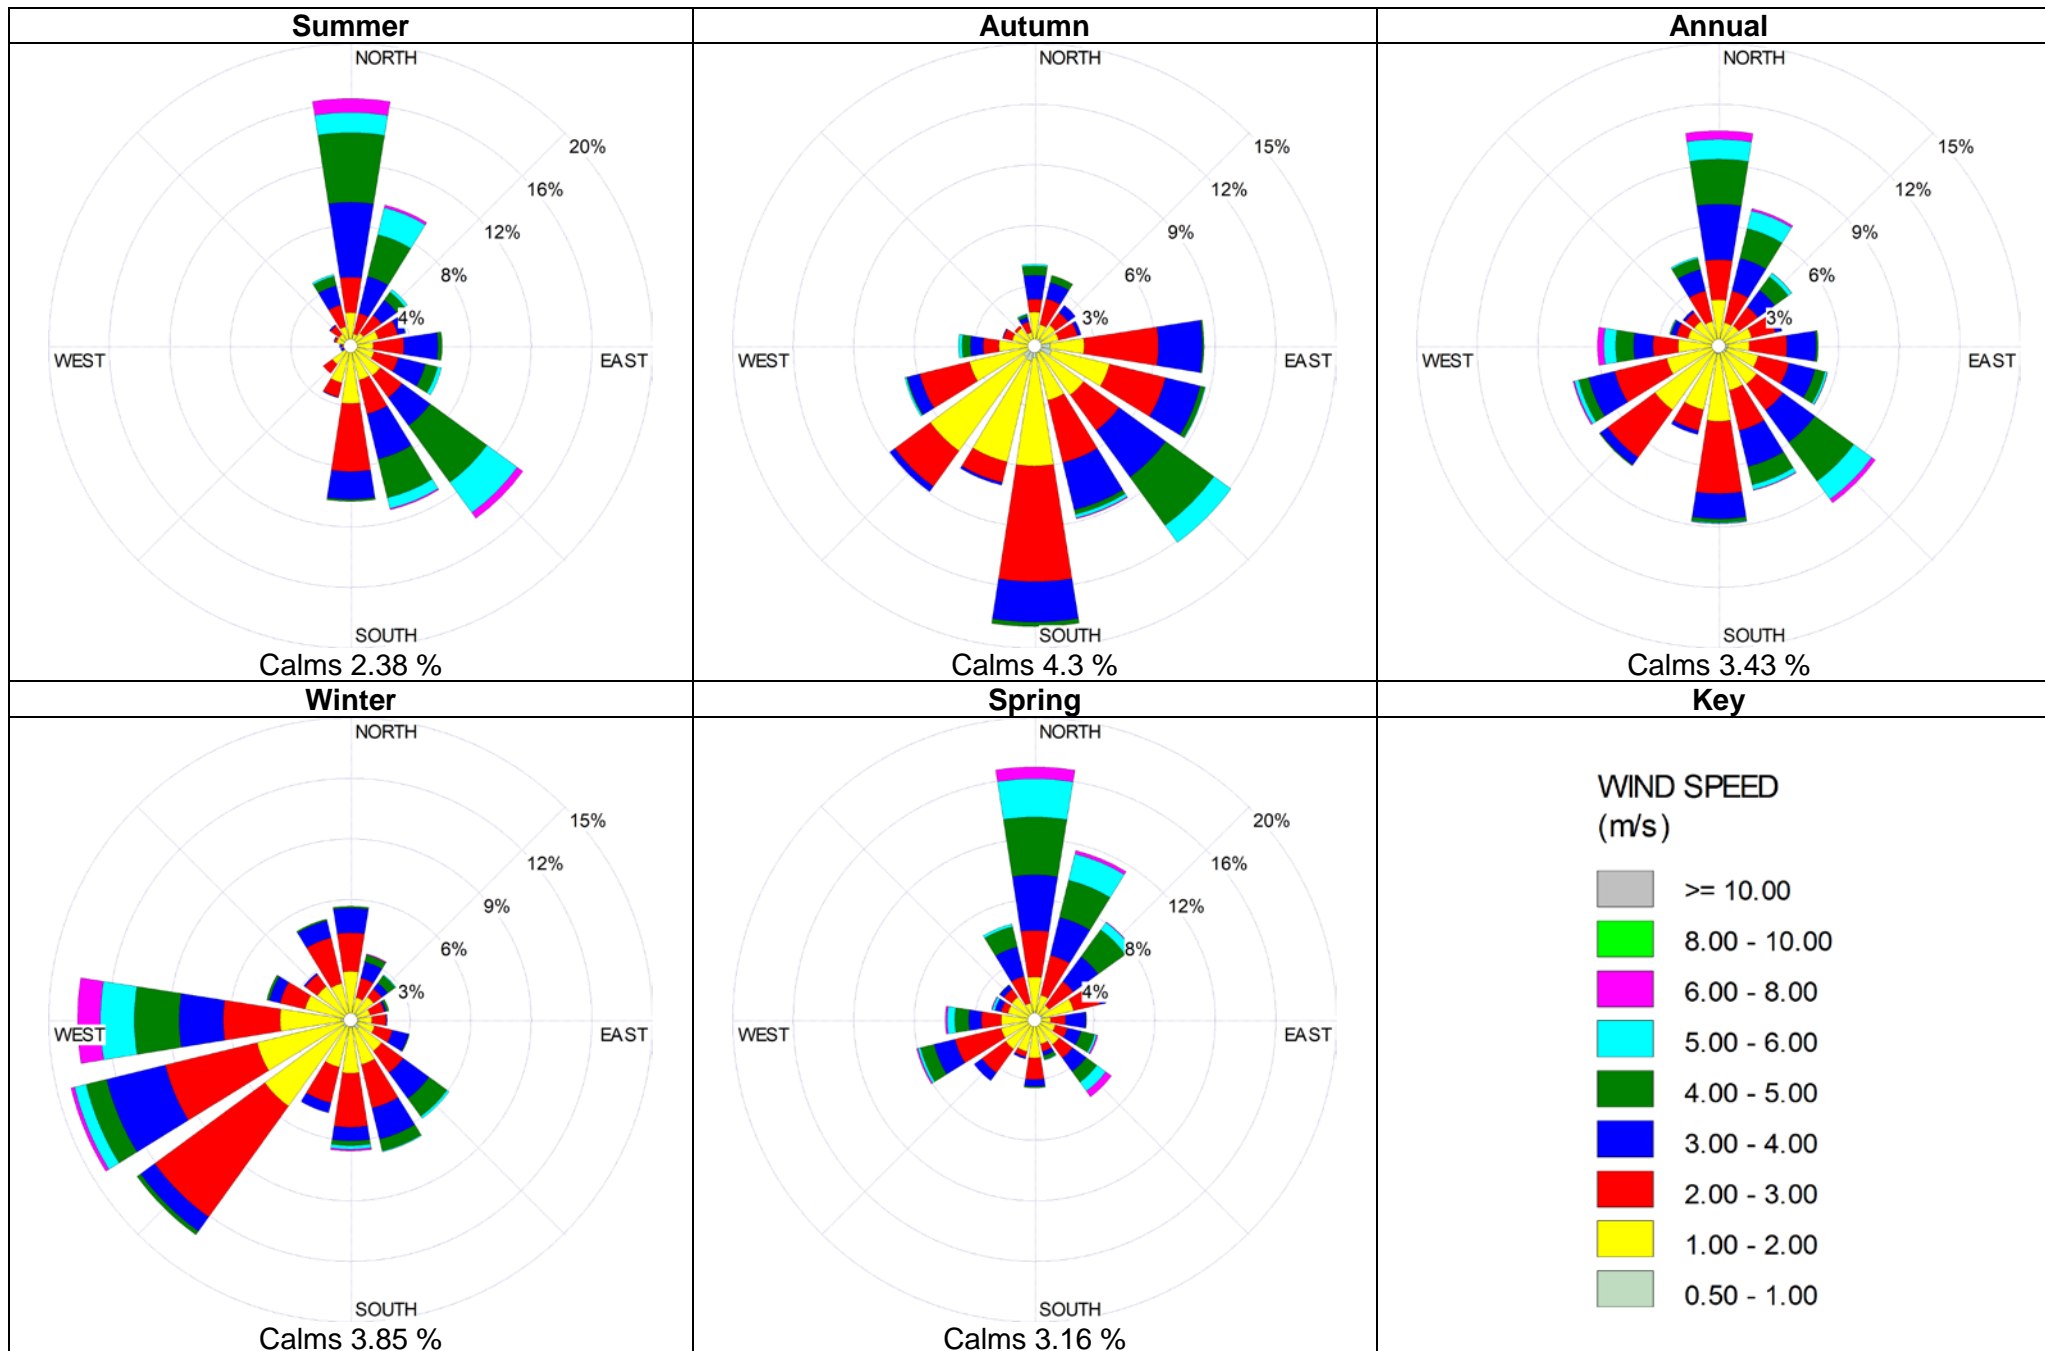 Summer
NORTH
20%
16%
12%
8%
4%
WEST
EAST
SOUTH
Calms 2.38 %
Autumn
NORTH
15%
12%
9%
6%
3%
WEST
EAST
SOUTH
Calms 4.3 %
Annual
NORTH
15%
12%
9%
6%
3%
WEST
EAST
SOUTH
Calms 3.43 %
Winter
NORTH
15%
12%
9%
6%
3%
WEST
EAST
SOUTH
Calms 3.85 %
Spring
NORTH
20%
16%
12%
8%
4%
WEST
EAST
SOUTH
Calms 3.16 %
Key
WIND SPEED
(m/s)
>= 10.00
8.00 - 10.00
6.00 - 8.00
5.00 - 6.00
4.00 - 5.00
3.00 - 4.00
2.00 - 3.00
1.00 - 2.00
0.50 - 1.00